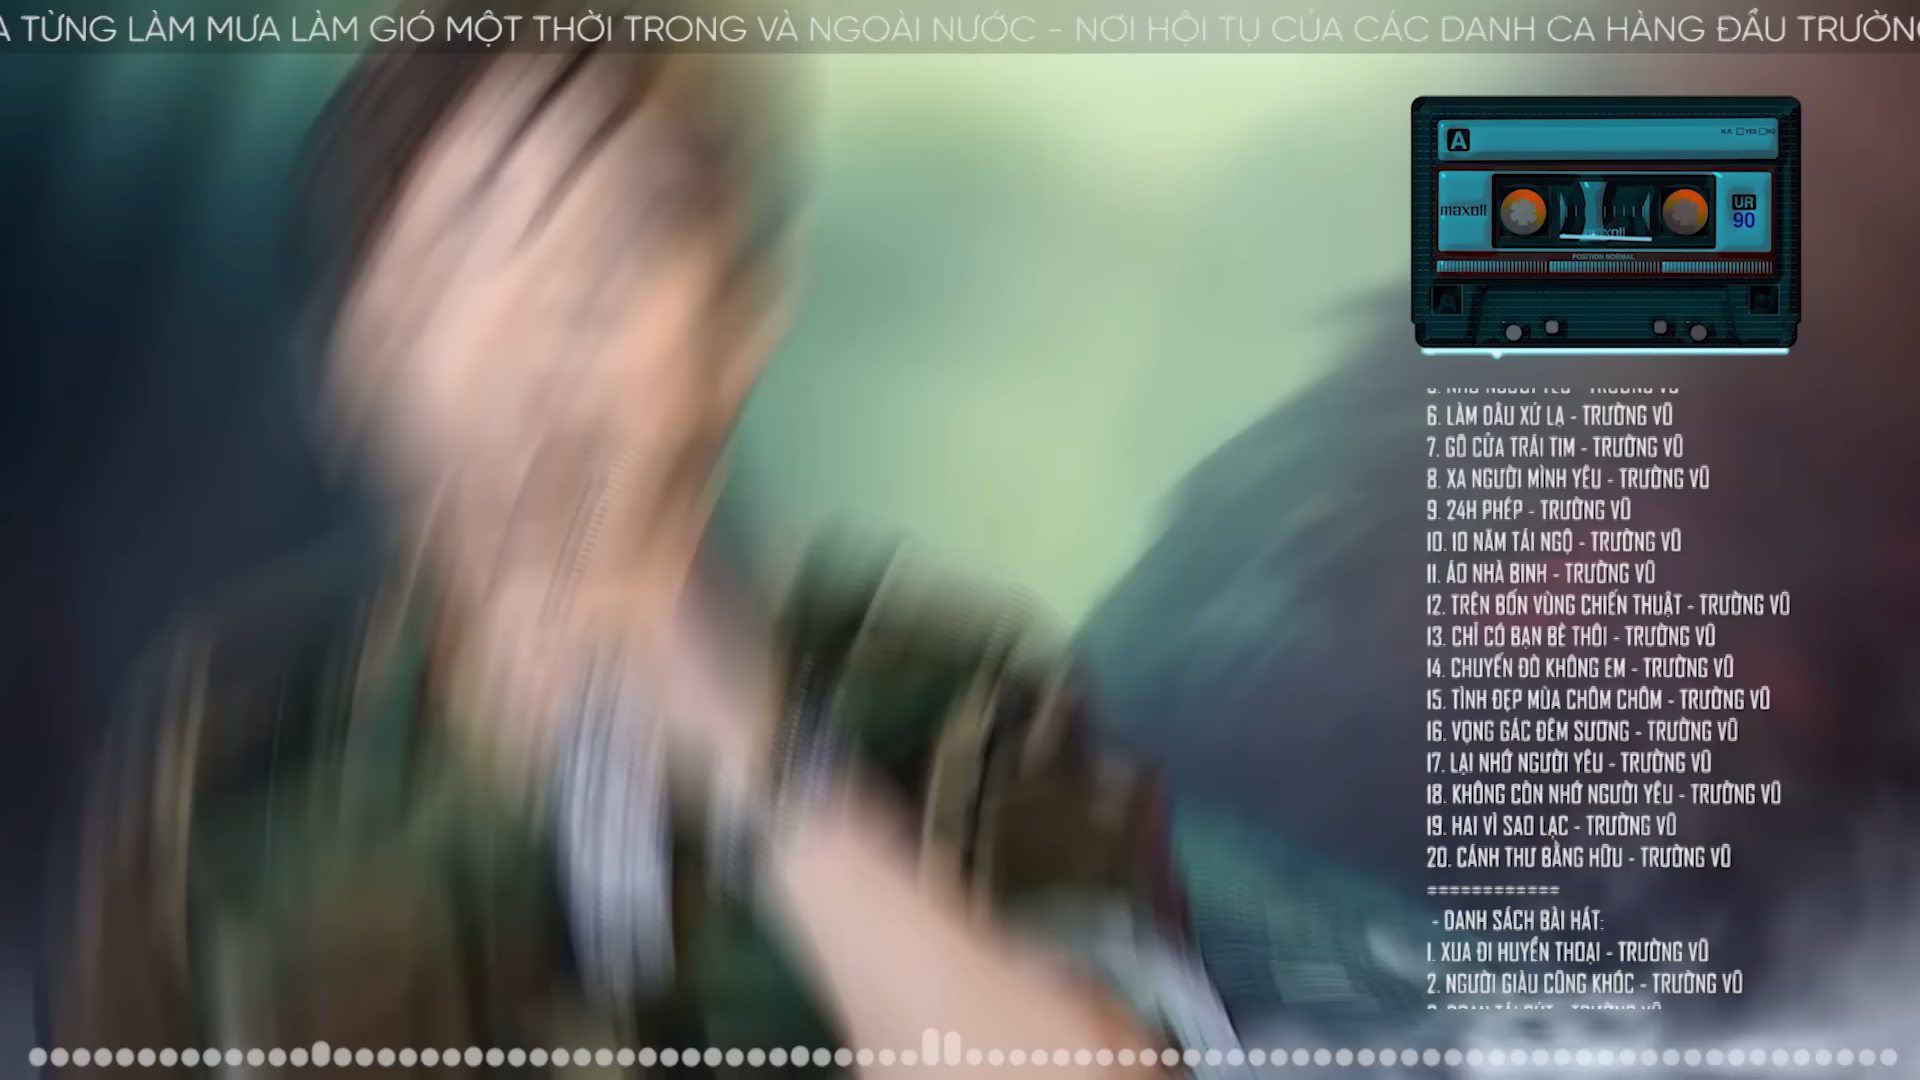 A TỪNG LÀM MƯA LÀM GIÓ MỘT THỜI TRONG VÀ NGOÀI NƯỚC - NƠI HỘI TỤ CỦA CÁC DANH CA HÀNG ĐẦU TRƯỜNG
A
N.R. YES NO
maxell
UR
90
maxell
POSITION NORMAL
6. LÀM DÂU XỨ LẠ - TRƯỜNG VŨ
7. GÕ CỬA TRÁI TIM - TRƯỜNG VŨ
8. XA NGƯỜI MÌNH YÊU - TRƯỜNG VŨ
9. 24H PHÉP - TRƯỜNG VŨ
10. 10 NĂM TÁI NGỘ - TRƯỜNG VŨ
11. ÁO NHÀ BINH - TRƯỜNG VŨ
12. TRÊN BỐN VÙNG CHIẾN THUẬT - TRƯỜNG VŨ
13. CHỈ CÓ BẠN BÈ THÔI - TRƯỜNG VŨ
14. CHUYẾN ĐÒ KHÔNG EM - TRƯỜNG VŨ
15. TÌNH ĐẸP MÙA CHÔM CHÔM - TRƯỜNG VŨ
16. VỌNG GÁC ĐÊM SƯƠNG - TRƯỜNG VŨ
17. LẠI NHỚ NGƯỜI YÊU - TRƯỜNG VŨ
18. KHÔNG CÒN NHỚ NGƯỜI YÊU - TRƯỜNG VŨ
19. HAI VÌ SAO LẠC - TRƯỜNG VŨ
20. CÁNH THƯ BẰNG HỮU - TRƯỜNG VŨ
============
- DANH SÁCH BÀI HÁT:
1. XUA ĐI HUYỀN THOẠI - TRƯỜNG VŨ
2. NGƯỜI GIÀU CŨNG KHÓC - TRƯỜNG VŨ